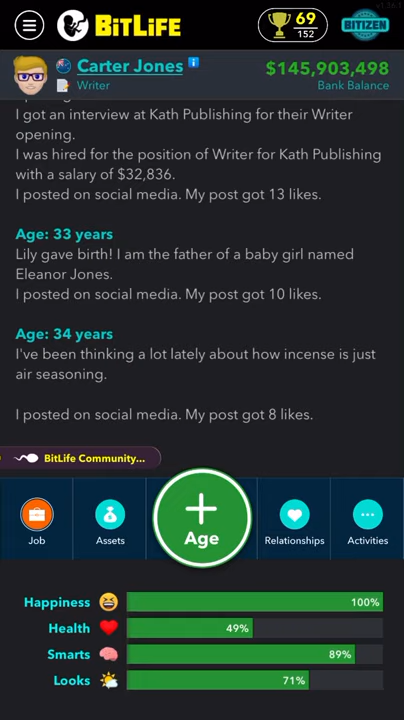 v1.36.1
BITLIFE
69
152
BITIZEN
Carter Jones
$145,903,498
Writer
Bank Balance
I got an interview at Kath Publishing for their Writer
opening.
I was hired for the position of Writer for Kath Publishing
with a salary of $32,836.
I posted on social media. My post got 13 likes.
Age: 33 years
Lily gave birth! I am the father of a baby girl named
Eleanor Jones.
I posted on social media. My post got 10 likes.
Age: 34 years
I've been thinking a lot lately about how incense is just
air seasoning.
I posted on social media. My post got 8 likes.
BitLife Community...
Job
Assets
Age
Relationships
Activities
Happiness
100%
Health
49%
Smarts
89%
Looks
71%